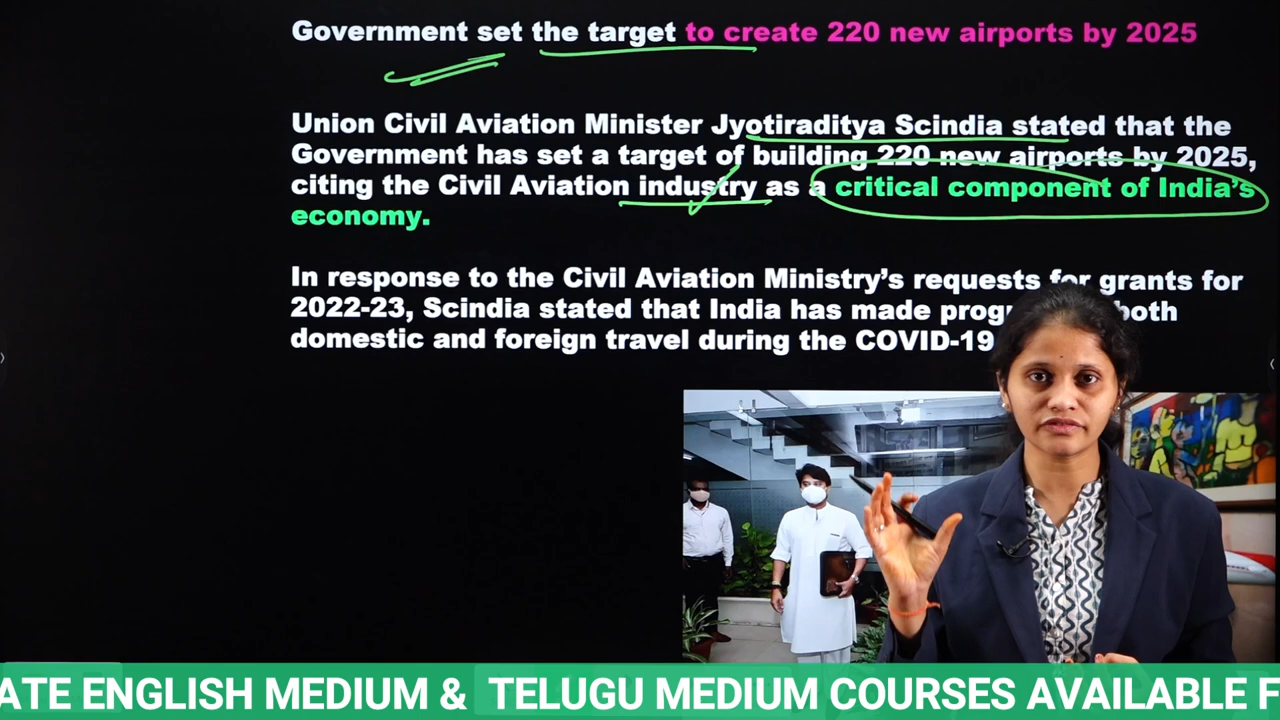 Government set the target to create 220 new airports by 2025
Union Civil Aviation Minister Jyotiraditya Scindia stated that the
Government has set a target of building 220 new airports by 2025,
citing the Civil Aviation industry as a critical component of India's
economy.
In response to the Civil Aviation Ministry's requests for grants for
2022-23, Scindia stated that India has made both
domestic and foreign travel during the COVID-19
ATE ENGLISH MEDIUM & TELUGU MEDIUM COURSES AVAILABLE F